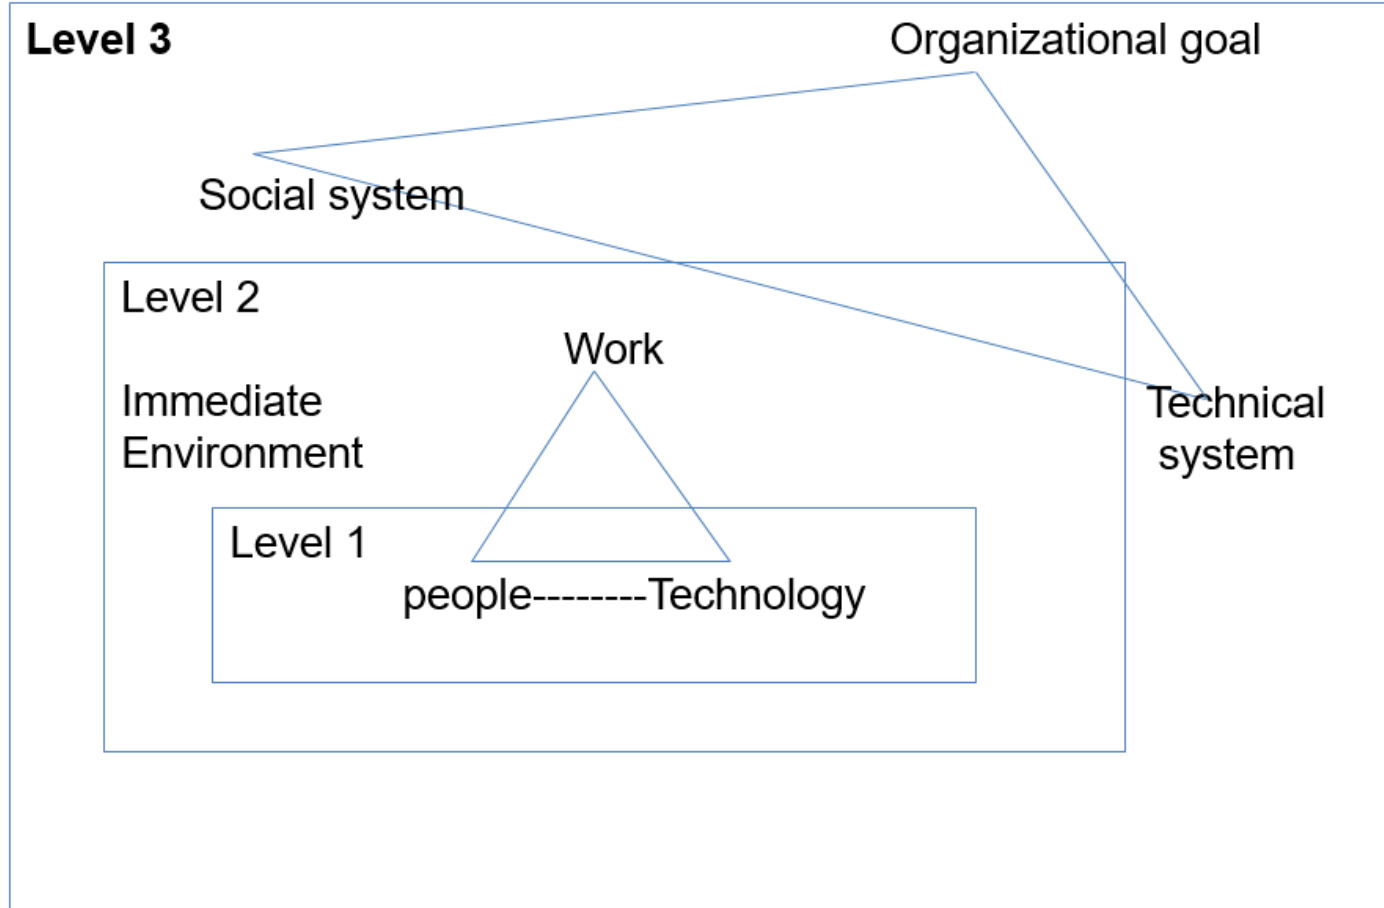 Level 3
Organizational goal
Social system
Level 2
Work
Immediate
Environment
Technical
system
Level 1
people--------Technology